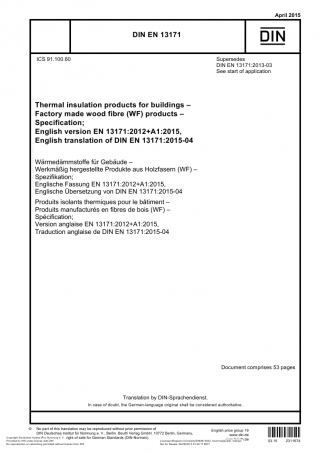 April 2015
DIN EN 13171
DIN
ICS 91.100.60
Supersedes
DIN EN 13171:2013-03
See start of application
Thermal insulation products for buildings –
Factory made wood fibre (WF) products –
Specification;
English version EN 13171:2012+A1:2015,
English translation of DIN EN 13171:2015-04
Wärmedämmstoffe für Gebäude –
Werkmäßig hergestellte Produkte aus Holzfasern (WF) –
Spezifikation;
Englische Fassung EN 13171:2012+A1:2015,
Englische Übersetzung von DIN EN 13171:2015-04
Produits isolants thermiques pour le bâtiment –
Produits manufacturés en fibres de bois (WF) –
Spécification;
Version anglaise EN 13171:2012+A1:2015,
Traduction anglaise de DIN EN 13171:2015-04
Document comprises 53 pages
Translation by DIN-Sprachendienst.
In case of doubt, the German-language original shall be considered authoritative.
© No part of this translation may be reproduced without prior permission of
DIN Deutsches Institut für Normung e. V., Berlin. Beuth Verlag GmbH, 10772 Berlin, Germany,
right of sale for German Standards (DIN-Normen).
English price group 19
www.din.de